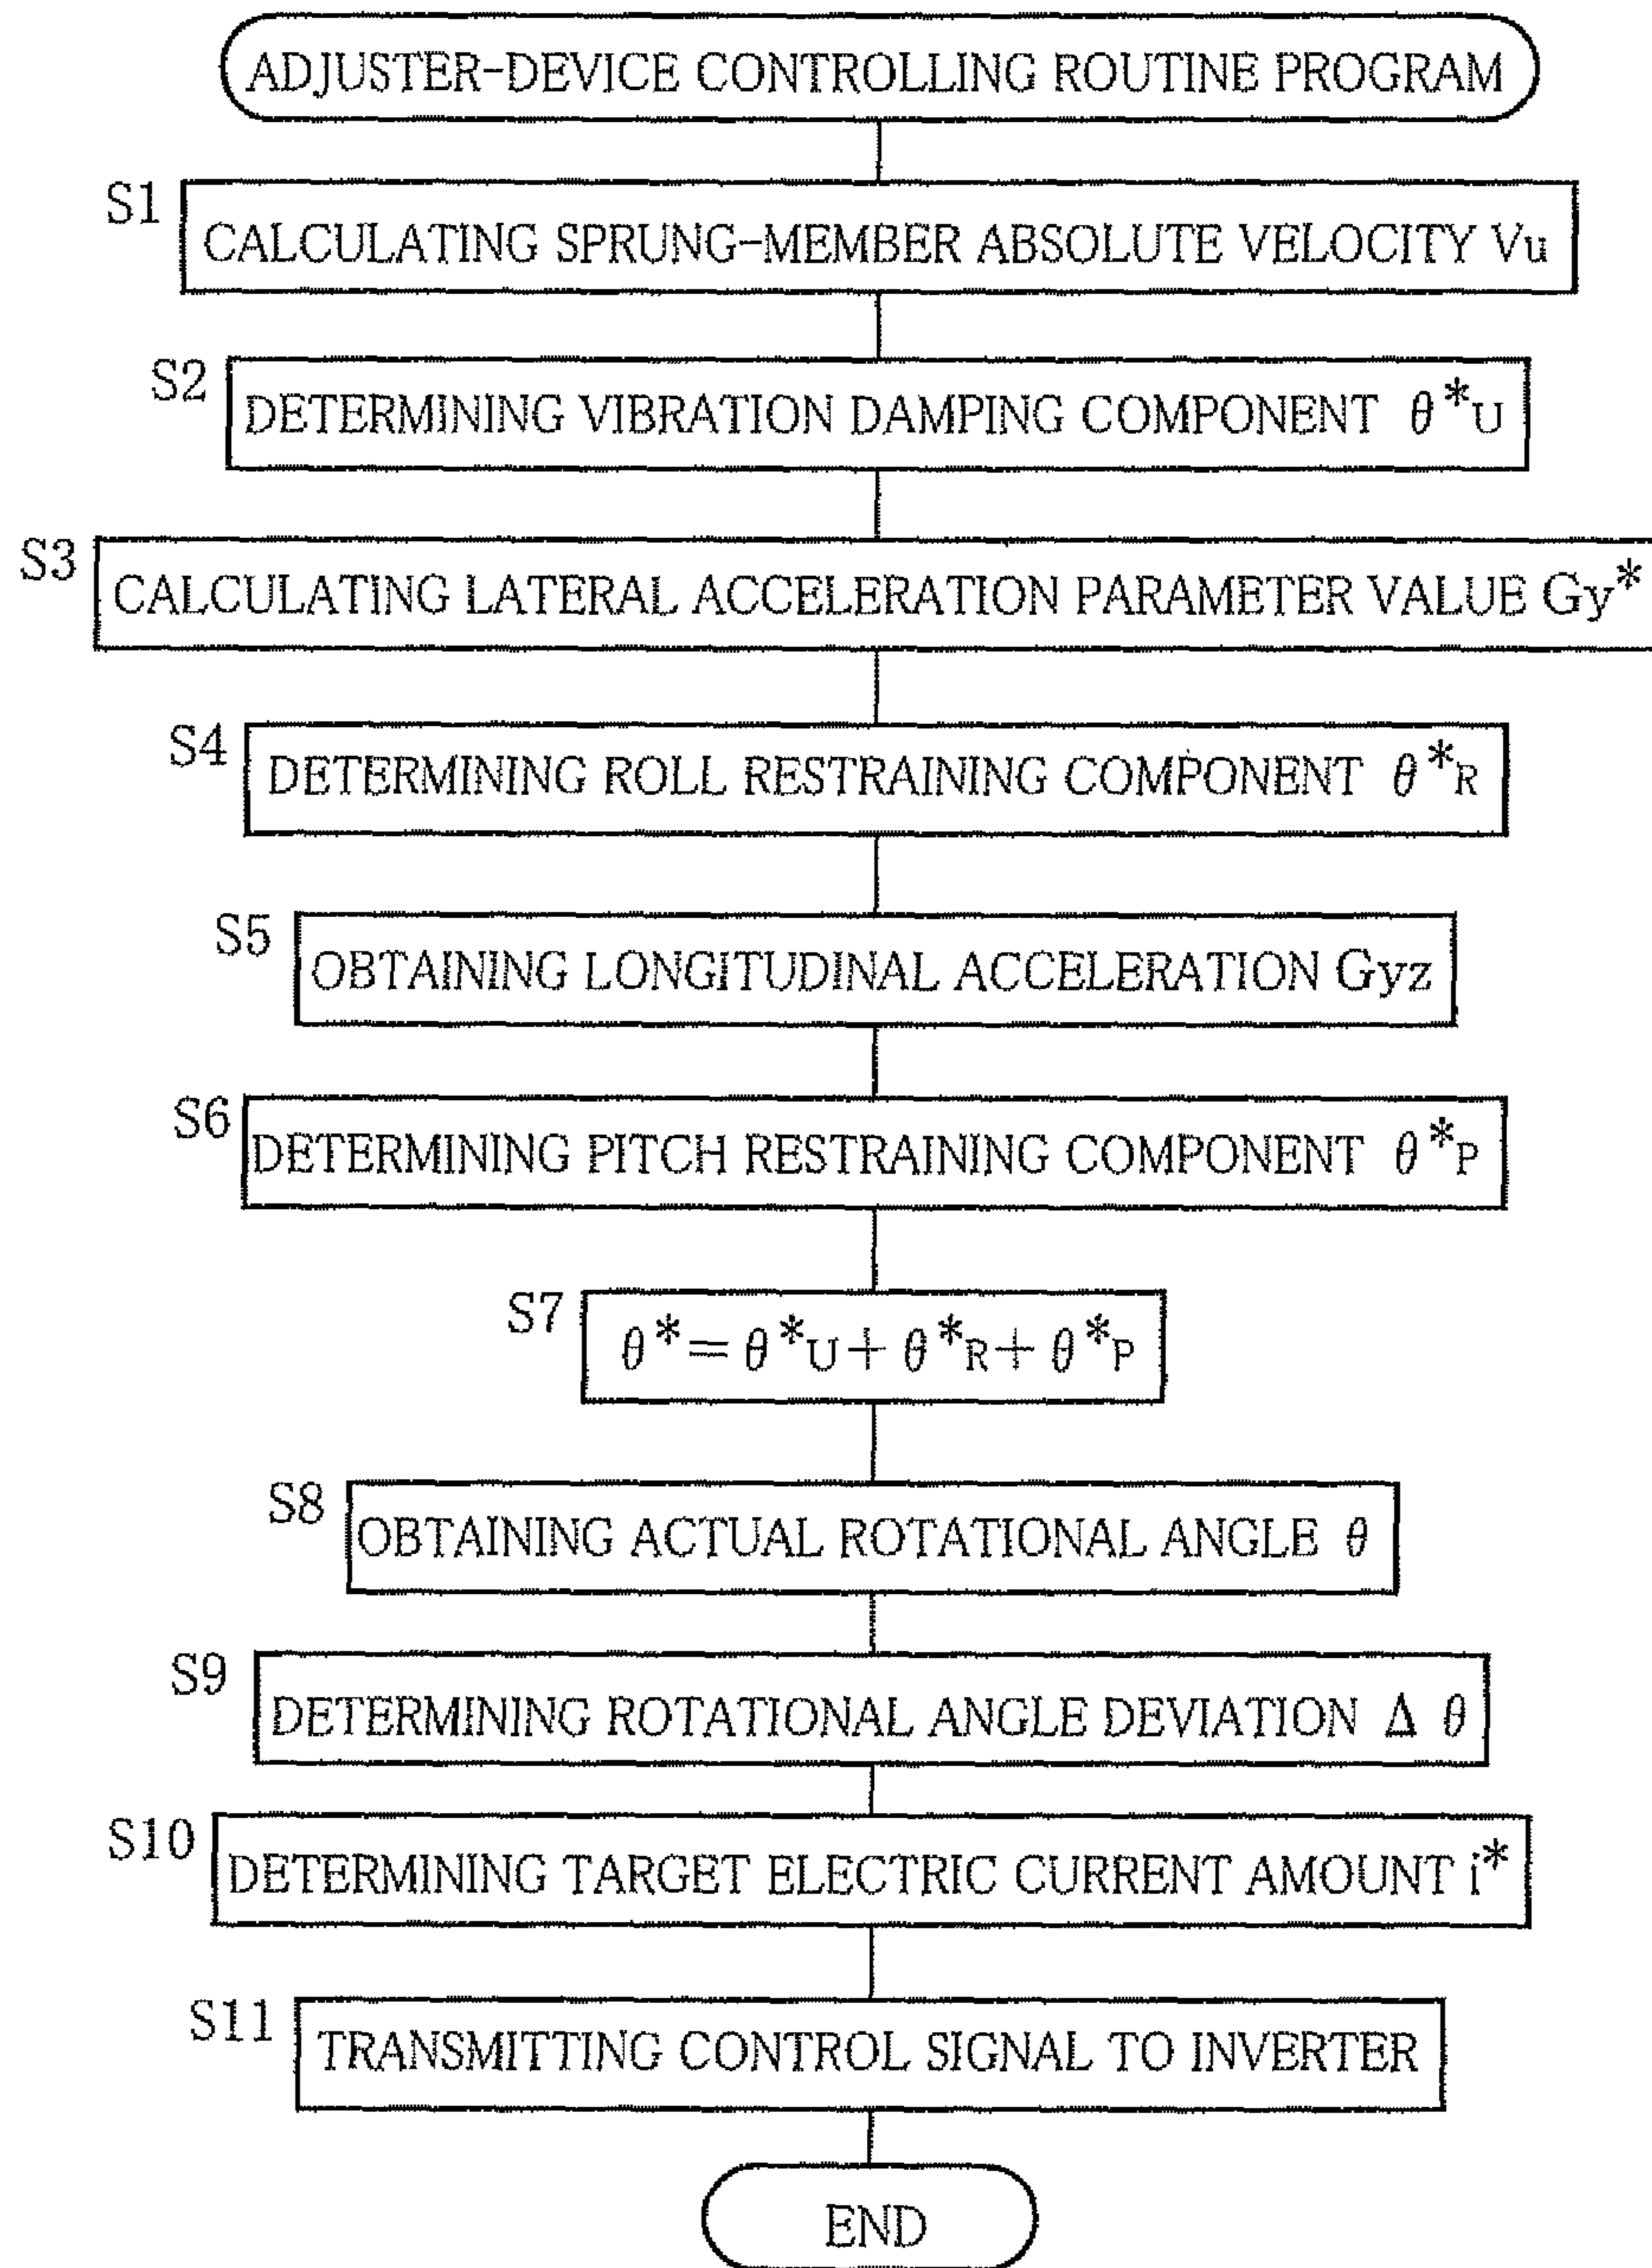 ADJUSTER-DEVICE CONTROLLING ROUTINE PROGRAM
S1
CALCULATING SPRUNG-MEMBER ABSOLUTE VELOCITY Vu
S2
DETERMINING VIBRATION DAMPING COMPONENT θ*U
S3
CALCULATING LATERAL ACCELERATION PARAMETER VALUE Gy*
S4
DETERMINING ROLL RESTRAINING COMPONENT θ*R
S5
OBTAINING LONGITUDINAL ACCELERATION Gyz
S6
DETERMINING PITCH RESTRAINING COMPONENT θ*P
S7
θ*=θ*U+θ*R+θ*P
S8
OBTAINING ACTUAL ROTATIONAL ANGLE θ
S9
DETERMINING ROTATIONAL ANGLE DEVIATION Δ θ
S10
DETERMINING TARGET ELECTRIC CURRENT AMOUNT i*
S11
TRANSMITTING CONTROL SIGNAL TO INVERTER
END